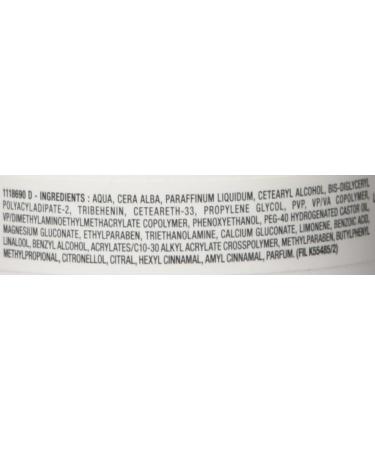 1118690 D - INGREDIENTS : AQUA, CERA ALBA, PARAFFINUM LIQUIDUM, CETEARYL ALCOHOL, BIS-DIGLYCERYL
POLYACYLADIPATE-2, TRIBEHENIN, CETEARETH-33, PROPYLENE GLYCOL, PVP, VP/VA COPOLYMER,
VP/DIMETHYLAMINOETHYLMETHACRYLATE COPOLYMER, PHENOXYETHANOL, PEG-40 HYDROGENATED CASTOR OIL,
MAGNESIUM GLUCONATE, ETHYLPARABEN, TRIETHANOLAMINE, CALCIUM GLUCONATE, LIMONENE, BENZOIC ACID,
LINALOOL, BENZYL ALCOHOL, ACRYLATES/C10-30 ALKYL ACRYLATE CROSSPOLYMER, METHYLPARABEN, BUTYLPHENYL
METHYLPROPIONAL, CITRONELLOL, CITRAL, HEXYL CINNAMAL, AMYL CINNAMAL, PARFUM. (FIL K55485/2)